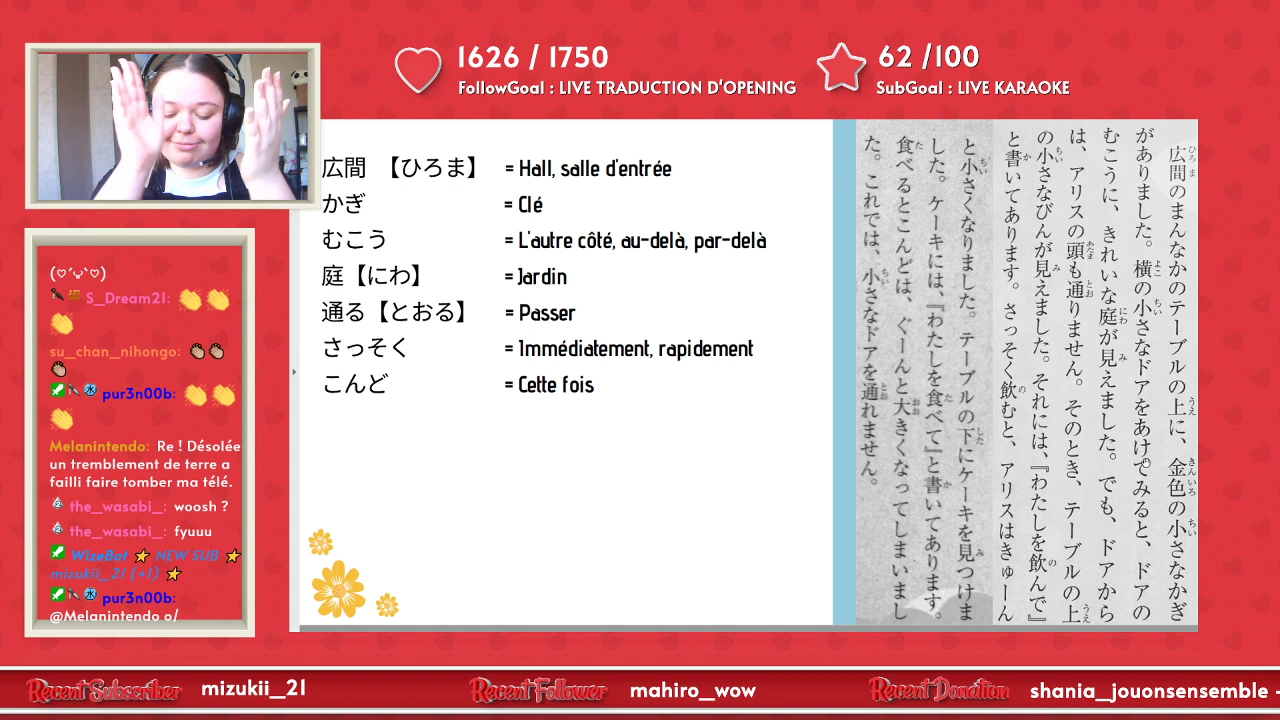 1626 / 1750
FollowGoal : LIVE TRADUCTION D'OPENING
62 /100
SubGoal : LIVE KARAOKE
(♡ˊᵕˋ♡)
S_Dream21: 👏 👏
👏
su_chan_nihongo: 👏🏽 👏🏽
👏🏽
pur3n00b: 👏 👏
👏
Melanintendo: Re ! Désolée
un tremblement de terre a
failli faire tomber ma télé.
the_wasabi_: woosh ?
the_wasabi_: fyuuu
WizeBot ⭐ NEW SUB ⭐
mizukii_21 (+1) ⭐
pur3n00b:
@Melanintendo o/
広間 【ひろま】 = Hall, salle d'entrée
かぎ = Clé
むこう = L'autre côté, au-delà, par-delà
庭【にわ】 = Jardin
通る【とおる】 = Passer
さっそく = Immédiatement, rapidement
こんど = Cette fois
広間のまんなかのテーブルの上に、金色の小さなかぎ
がありました。横の小さなドアをあけてみると、ドアの
むこうに、きれいな庭が見えました。でも、ドアから
は、アリスの頭も通りません。そのとき、テーブルの上
の小さなびんが見えました。それには、『わたしを飲んで』
と書いてあります。さっそく飲むと、アリスはきゅーん
と小さくなりました。テーブルの下にケーキを見つけま
した。ケーキには、『わたしを食べて』と書いてあります。
食べるとこんどは、ぐーんと大きくなってしまいまし
た。これでは、小さなドアを通れません。
Recent Subscriber mizukii_21
Recent Follower mahiro_wow
Recent Donation shania_jouonsensemble -